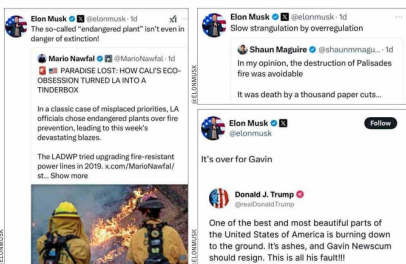 Elon Musk @elonmusk · 1d
The so-called "endangered plant" isn't even in
danger of extinction!
Mario Nawfal @MarioNawfal · 1d
PARADISE LOST: HOW CALI'S ECO-
OBSESSION TURNED LA INTO A
TINDERBOX
In a classic case of misplaced priorities, LA
officials chose endangered plants over fire
prevention, leading to this week's
devastating blazes.
The LADWP tried upgrading fire-resistant
power lines in 2019. x.com/MarioNawfal/
st... Show more
@ELONMUSK
Elon Musk @elonmusk · 1d
Slow strangulation by overregulation
Shaun Maguire @shaunmmagu... · 1d
In my opinion, the destruction of Palisades
fire was avoidable
It was death by a thousand paper cuts...
Elon Musk
@elonmusk
Follow
It's over for Gavin
Donald J. Trump
@realDonaldTrump
One of the best and most beautiful parts of
the United States of America is burning down
to the ground. It's ashes, and Gavin Newscum
should resign. This is all his fault!!!